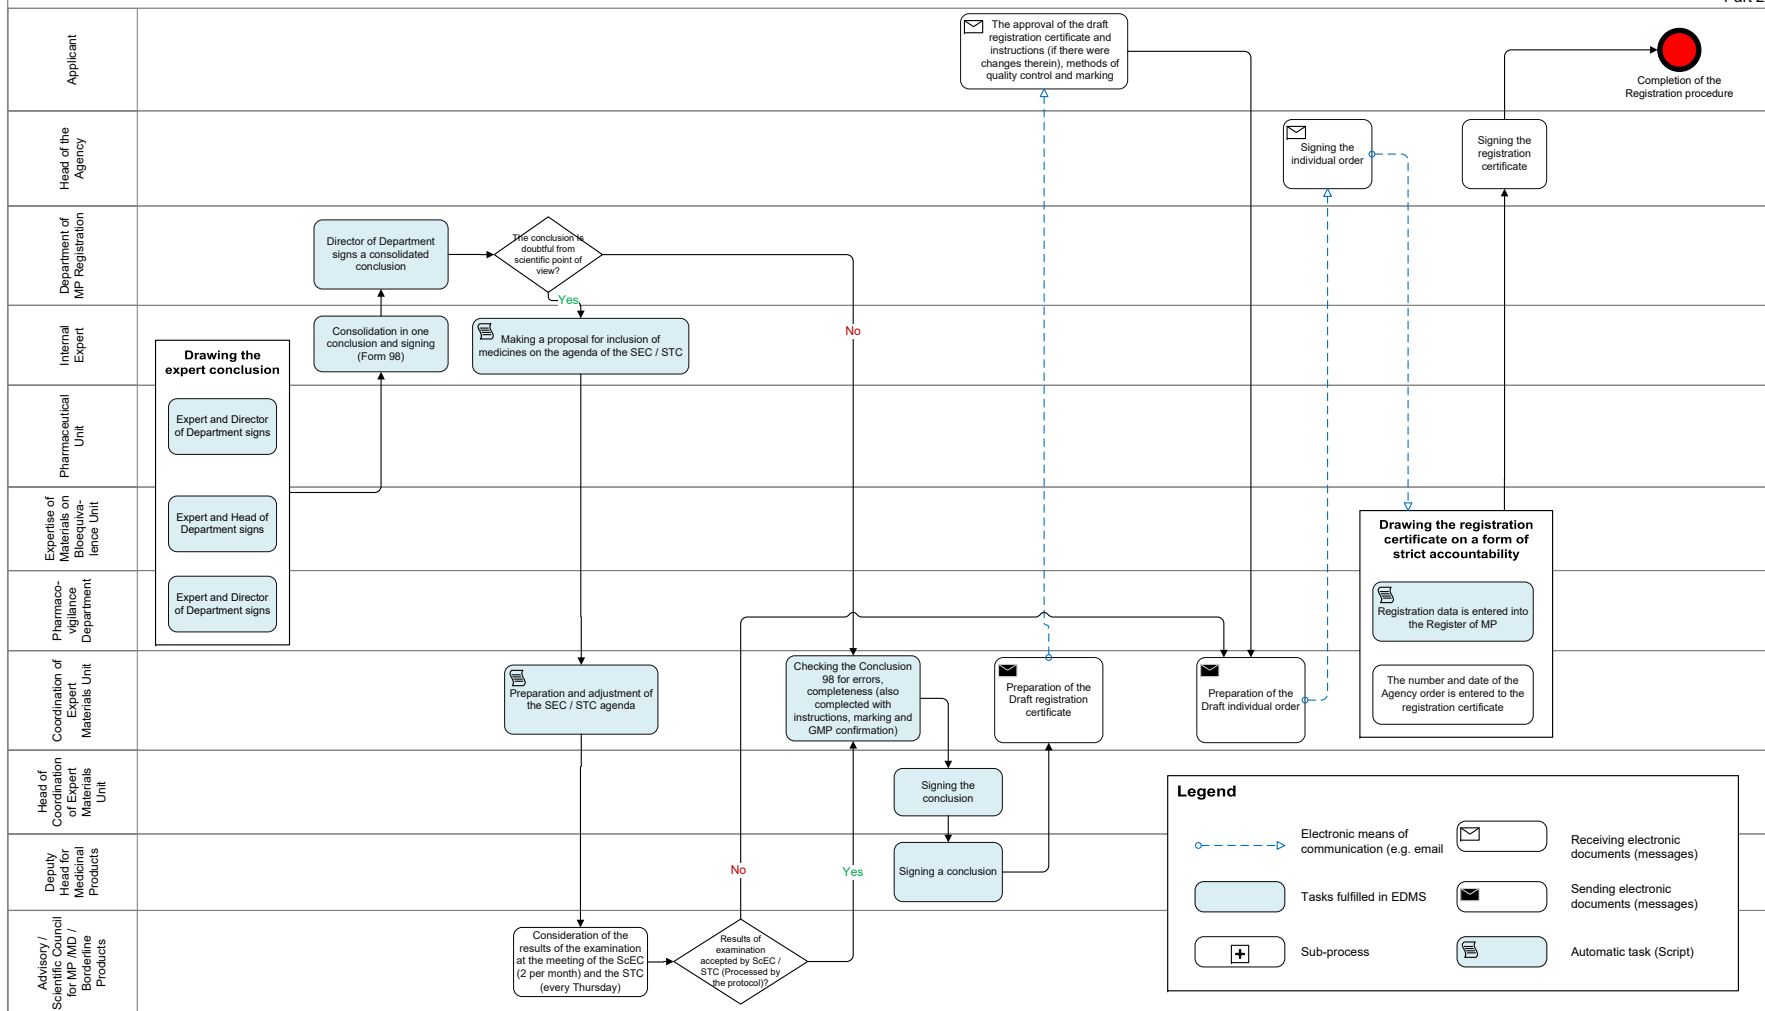 Applicant
The approval of the draft
registration certificate and
instructions (if there were
changes therein), methods of
quality control and marking
Completion of the
Registration procedure
Head of the
Agency
Signing the
individual order
Signing the
registration
certificate
Department of
MP Registration
Director of Department
signs a consolidated
conclusion
The conclusion is
doubtful from
scientific point of
view?
Yes
No
Internal
Expert
Consolidation in one
conclusion and signing
(Form 98)
Making a proposal for inclusion of
medicines on the agenda of the SEC / STC
Drawing the
expert conclusion
Expert and Director
of Department signs
Expert and Head of
Department signs
Expert and Director
of Department signs
Pharmaceutical
Unit
Expertise of
Materials on
Bioequiva-
lence Unit
Drawing the registration
certificate on a form of
strict accountability
Registration data is entered into
the Register of MP
The number and date of the
Agency order is entered to the
registration certificate
Pharmaco-
vigilance
Department
Coordination of
Expert
Materials Unit
Preparation and adjustment of
the SEC / STC agenda
Checking the Conclusion
98 for errors,
completeness (also
complected with
instructions, marking and
GMP confirmation)
Preparation of the
Draft registration
certificate
Preparation of the
Draft individual order
Head of
Coordination
of Expert
Materials
Unit
Signing the
conclusion
Deputy
Head for
Medicinal
Products
No
Yes
Signing a conclusion
Advisory /
Scientific Council
for MP /MD /
Borderline
Products
Consideration of the
results of the examination
at the meeting of the ScEC
(2 per month) and the STC
(every Thursday)
Results of
examination
accepted by ScEC /
STC (Processed by
the protocol)?
Legend
Electronic means of
communication (e.g. email
Receiving electronic
documents (messages)
Tasks fulfilled in EDMS
Sending electronic
documents (messages)
Sub-process
Automatic task (Script)